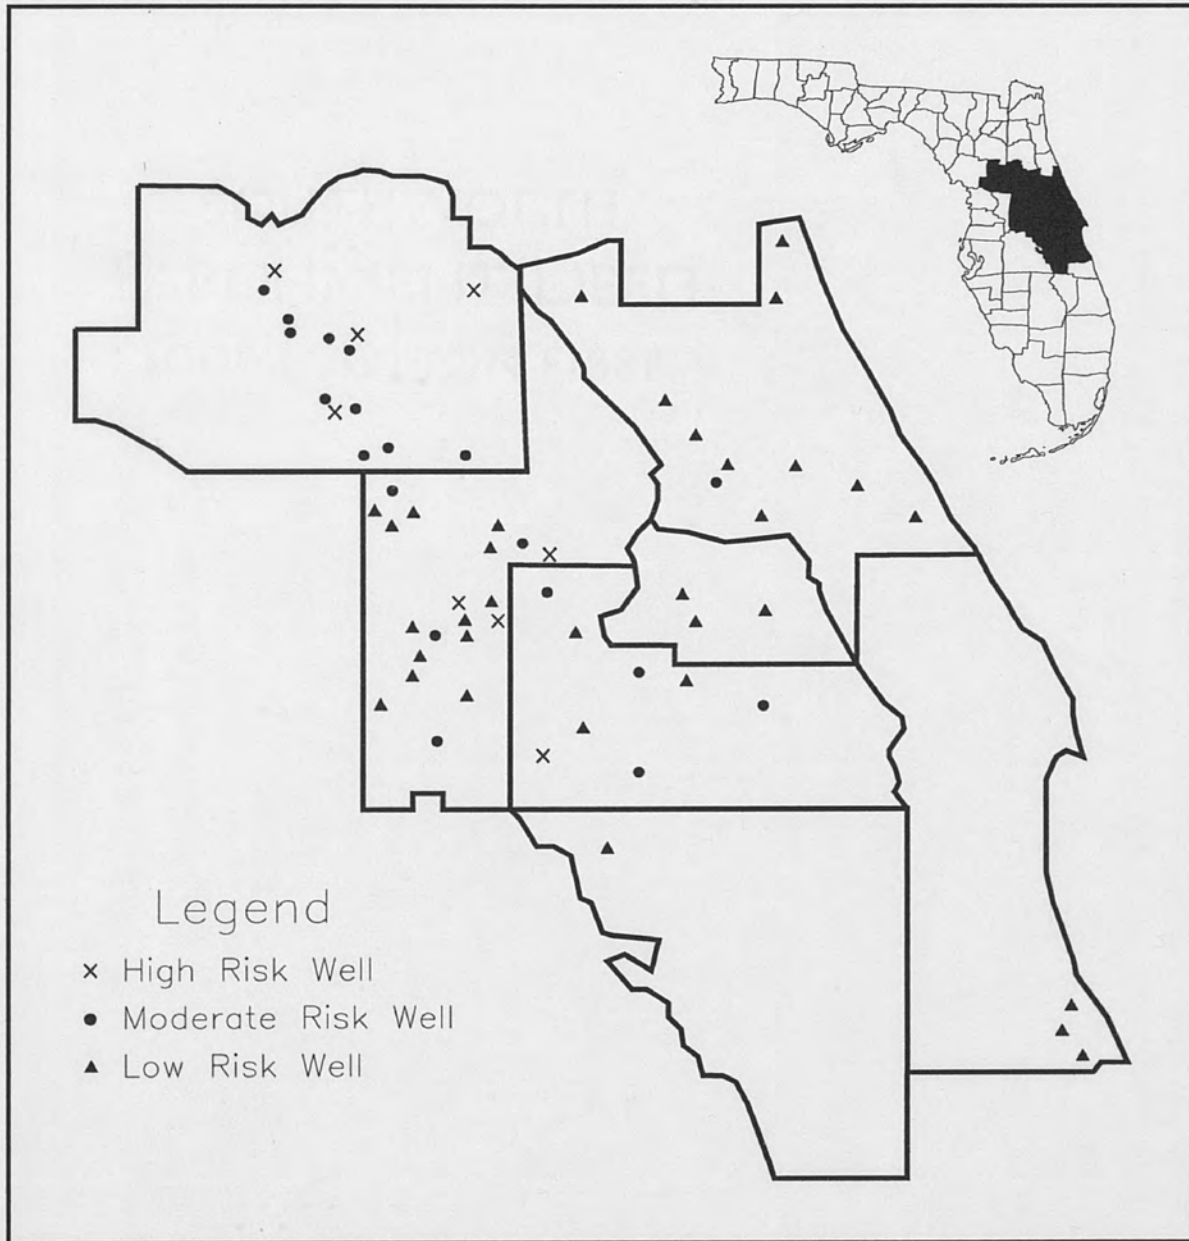 Legend
× High Risk Well
● Moderate Risk Well
▲ Low Risk Well